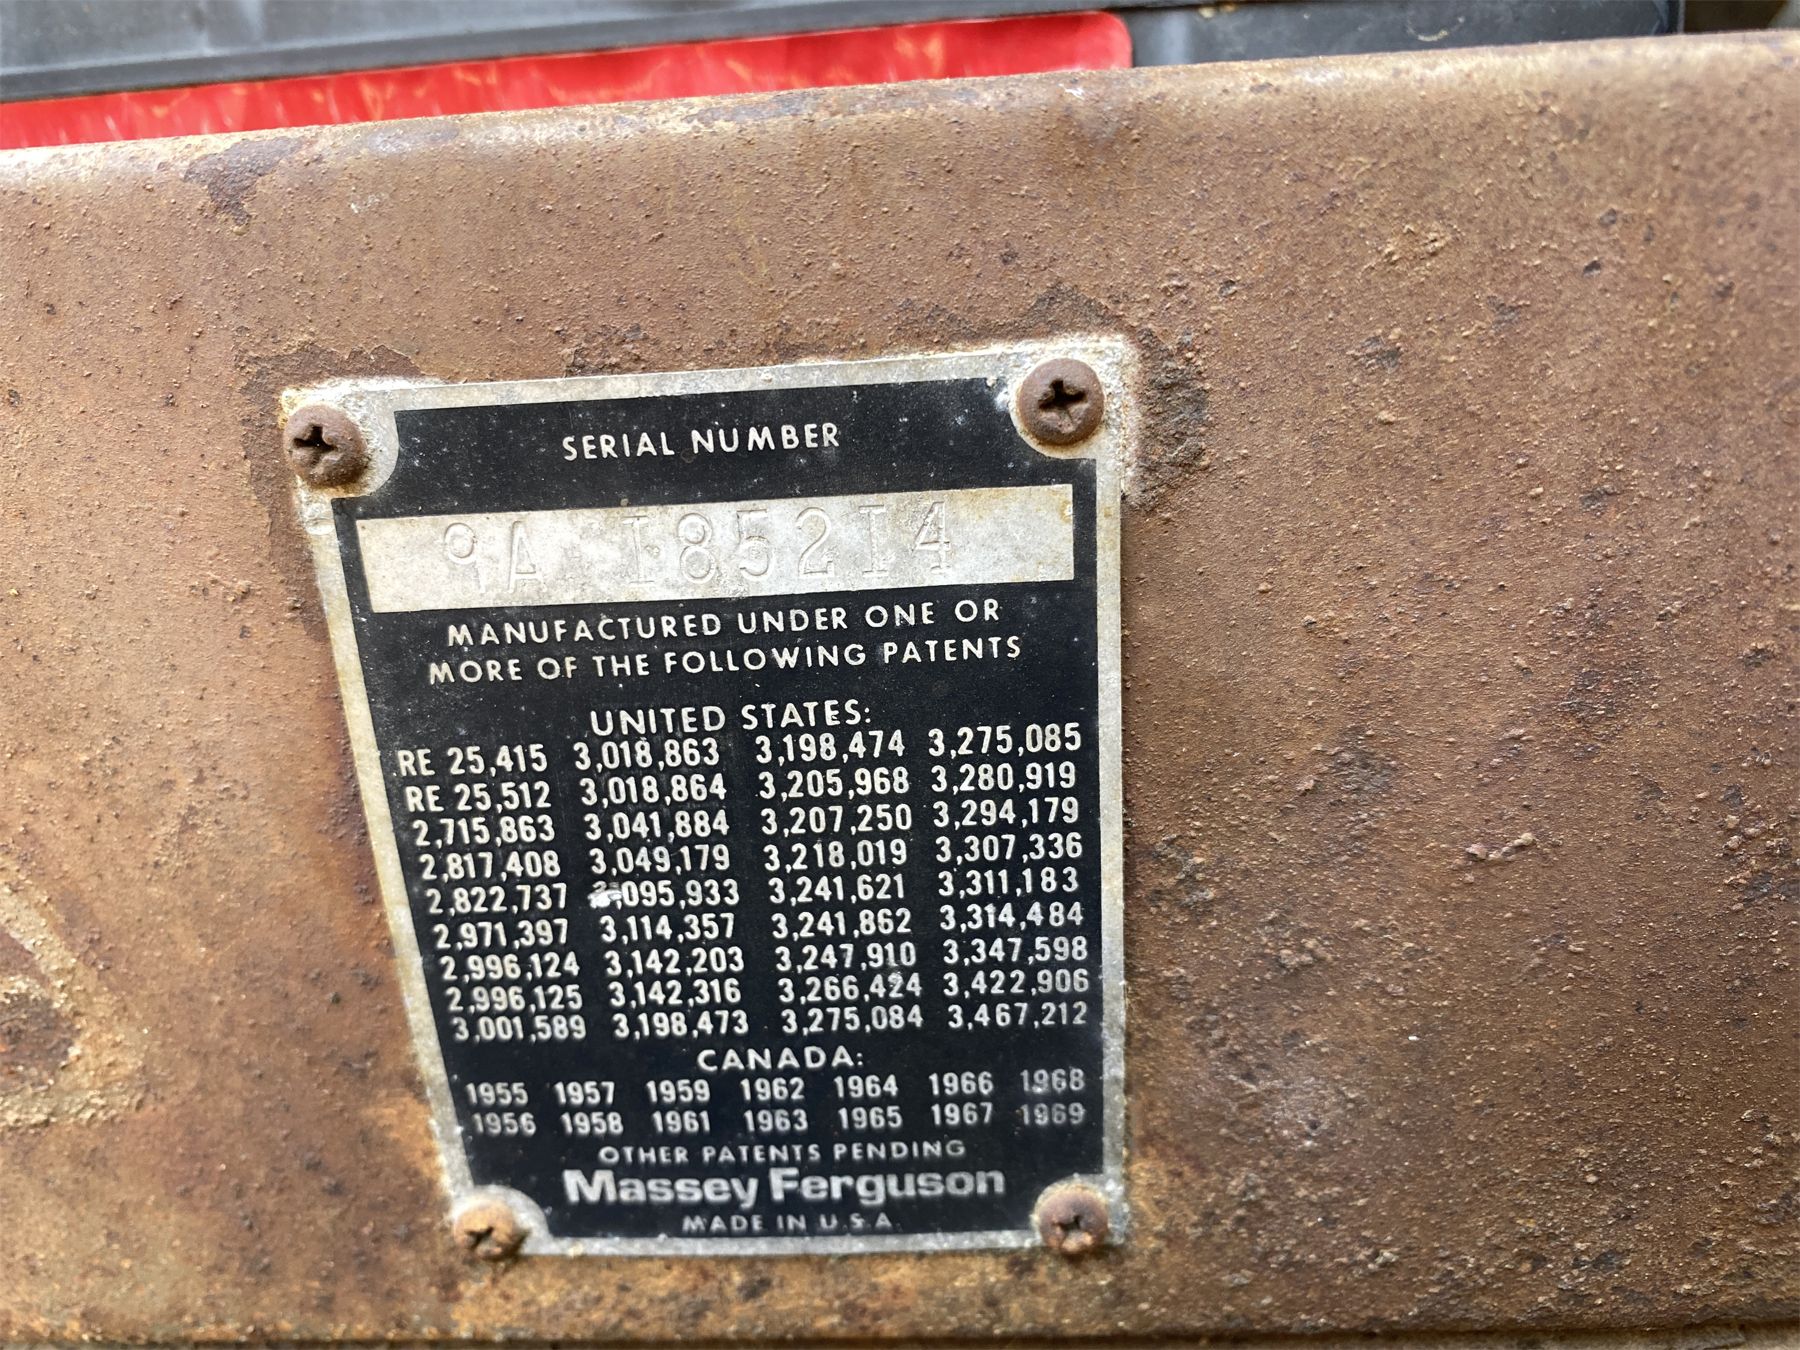 SERIAL NUMBER
9A 185214
MANUFACTURED UNDER ONE OR
MORE OF THE FOLLOWING PATENTS
UNITED STATES:
RE 25,415 3,018,863 3,198,474 3,275,085
RE 25,512 3,018,864 3,205,968 3,280,919
2,715,863 3,041,884 3,207,250 3,294,179
2,817,408 3,049,179 3,218,019 3,307,336
2,822,737 3,095,933 3,241,621 3,311,183
2,971,397 3,114,357 3,241,862 3,314,484
2,996,124 3,142,203 3,247,910 3,347,598
2,996,125 3,142,316 3,266,424 3,422,906
3,001,589 3,198,473 3,275,084 3,467,212
CANADA:
1955 1957 1959 1962 1964 1966 1968
1956 1958 1961 1963 1965 1967 1969
OTHER PATENTS PENDING
Massey Ferguson
MADE IN U.S.A.